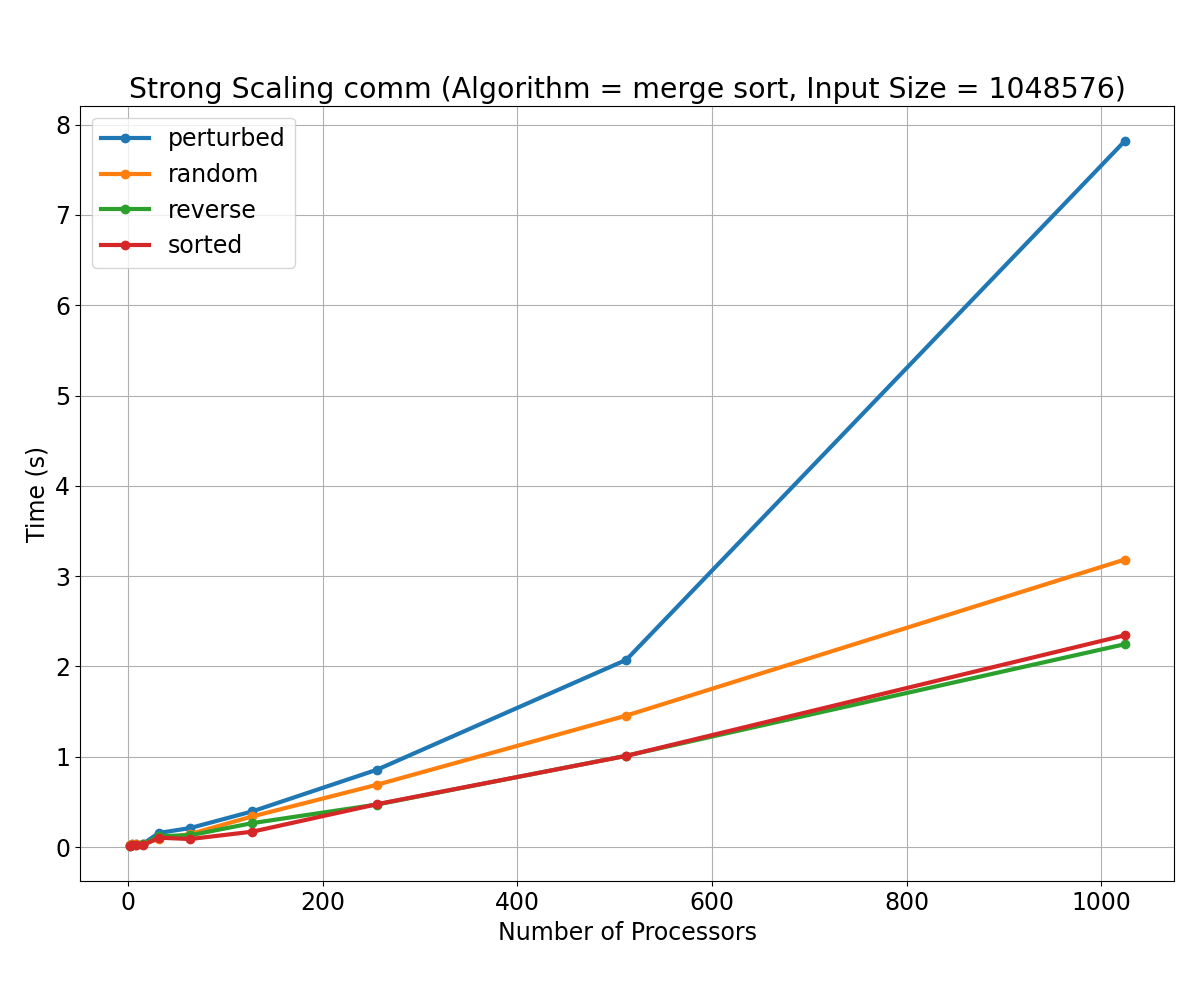 Strong Scaling comm (Algorithm = merge sort, Input Size = 1048576)
8
7
6
5
4
3
2
1
0
Time (s)
perturbed
random
reverse
sorted
0 200 400 600 800 1000
Number of Processors